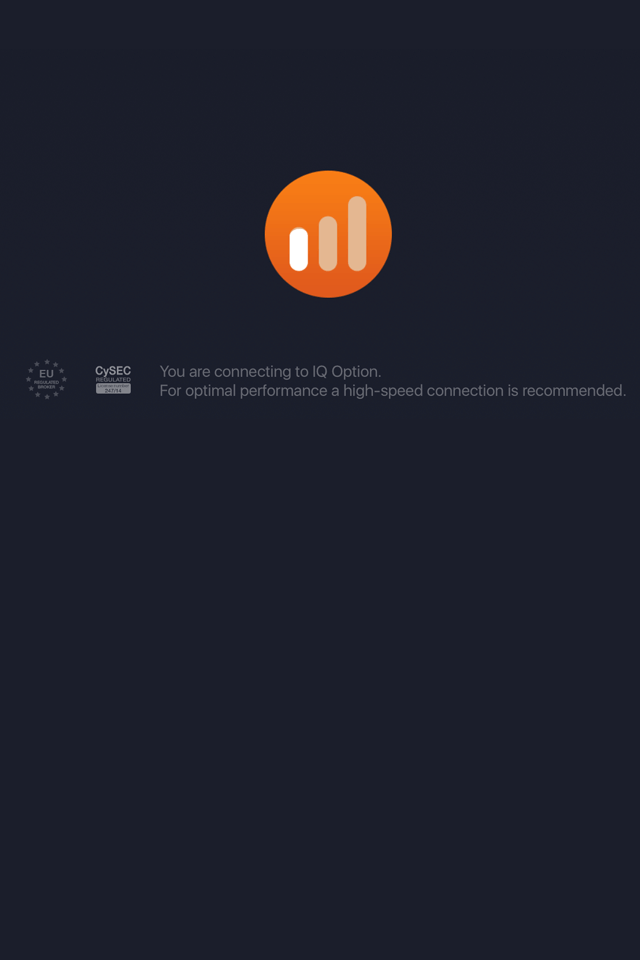 EU
REGULATED
BROKER
CySEC
REGULATED
247/14
You are connecting to IQ Option.
For optimal performance a high-speed connection is recommended.